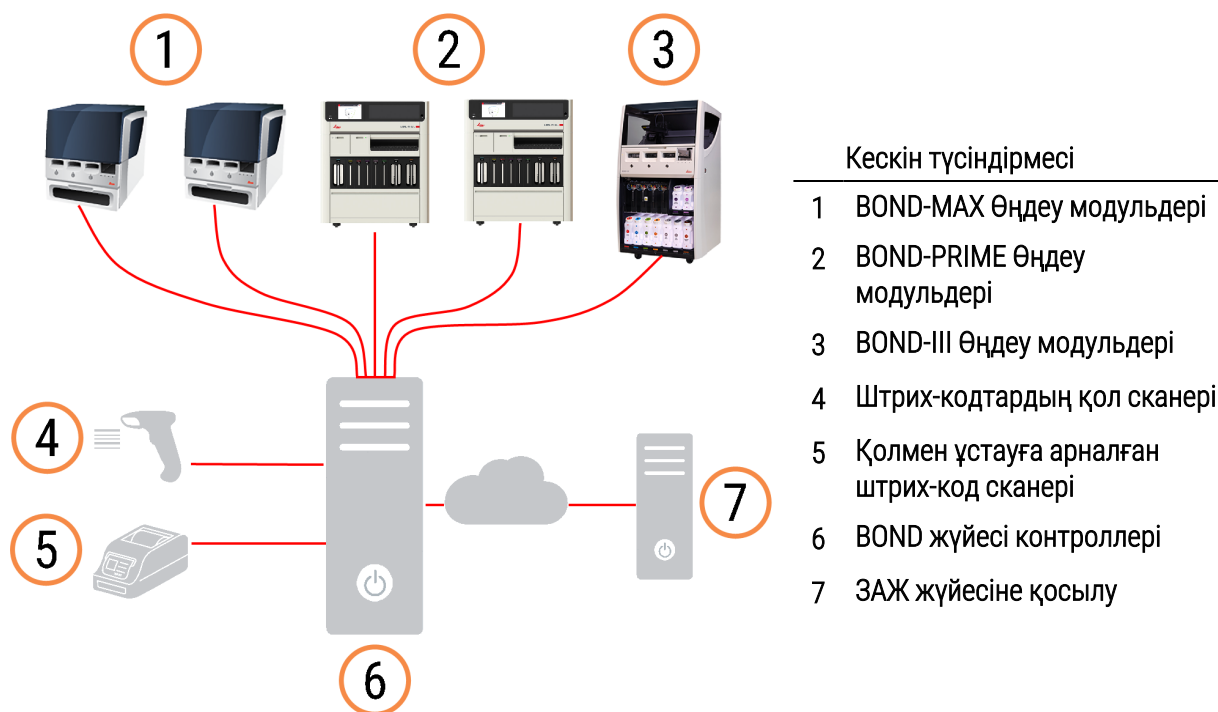 1
2
3
Кескін түсіндірмесі
1 BOND-MAX Өңдеу модульдері
2 BOND-PRIME Өңдеу
модульдері
3 BOND-III Өңдеу модульдері
4 Штрих-кодтардың қол сканері
5 Қолмен ұстауға арналған
штрих-код сканері
6 BOND жүйесі контроллері
7 ЗАЖ жүйесіне қосылу
4
5
7
6